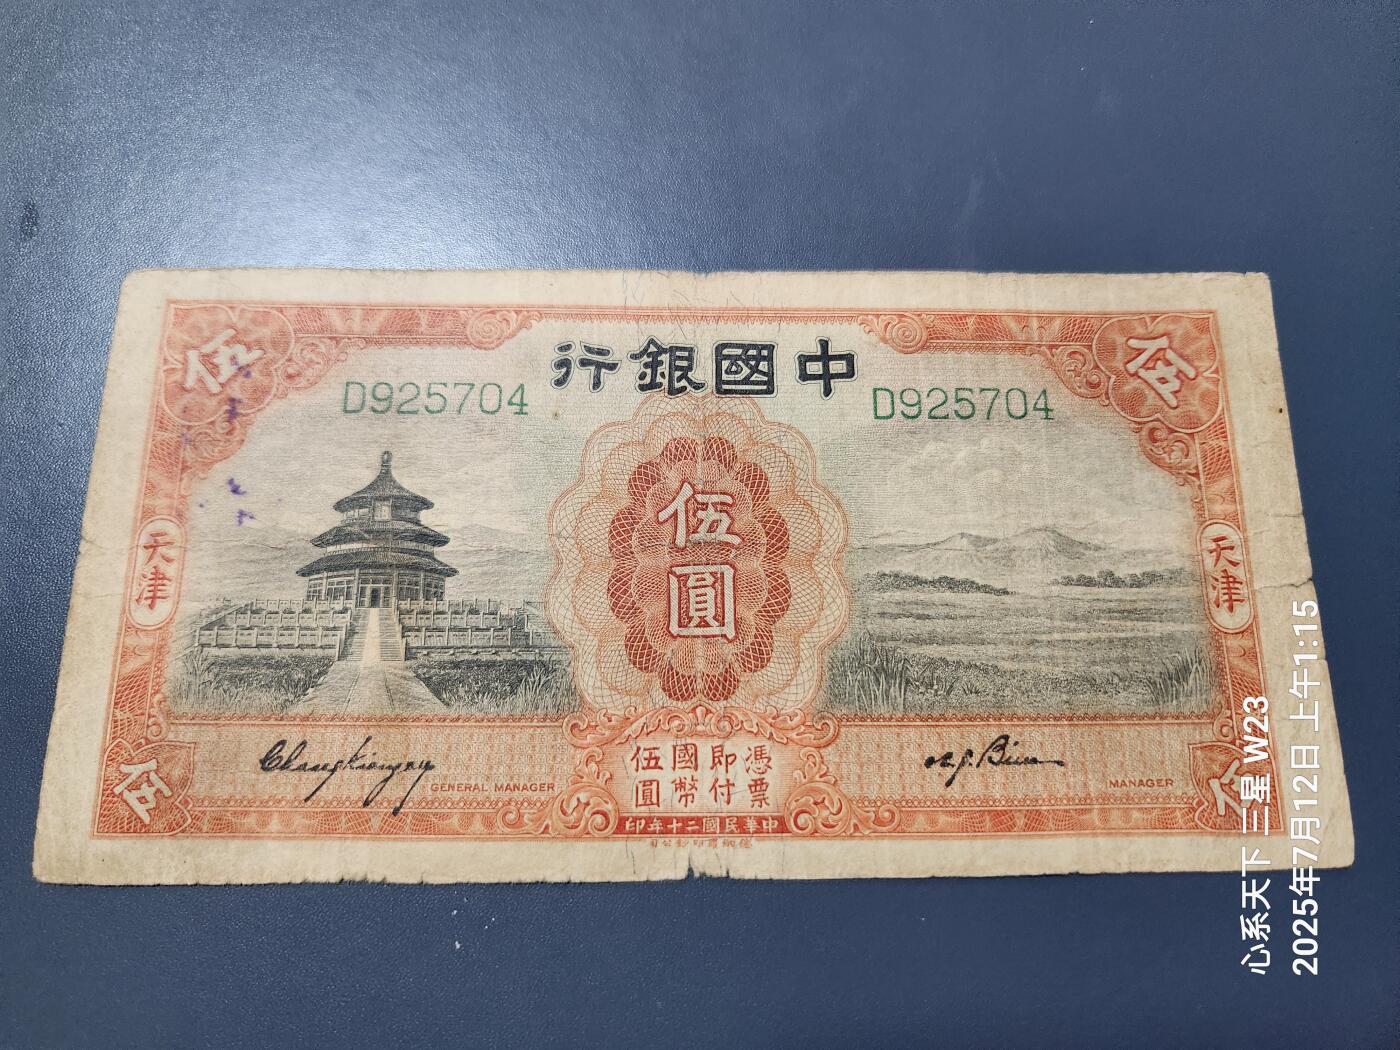 中國銀行
D925704
D925704
伍
伍
伍圓
天津
天津
GENERAL MANAGER
憑票
即付
國幣
伍圓
MANAGER
伍
伍
中華民國二十年印
心系天下三星 W23
2025年7月12日 上午1:15